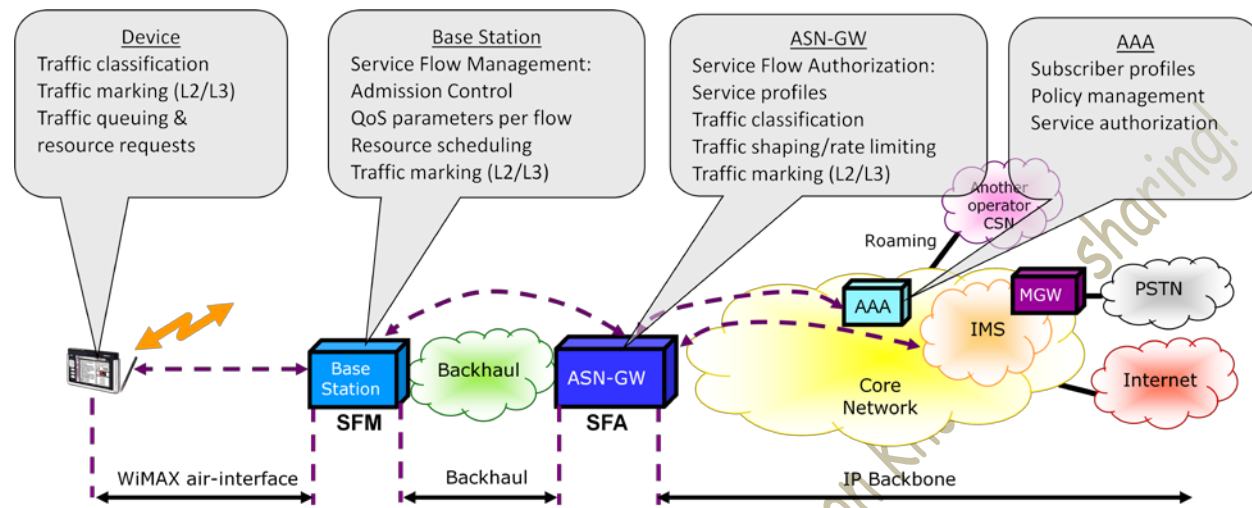 Device
Traffic classification
Traffic marking (L2/L3)
Traffic queuing &
resource requests
Base Station
Service Flow Management:
Admission Control
QoS parameters per flow
Resource scheduling
Traffic marking (L2/L3)
ASN-GW
Service Flow Authorization:
Service profiles
Traffic classification
Traffic shaping/rate limiting
Traffic marking (L2/L3)
AAA
Subscriber profiles
Policy management
Service authorization
Another
operator
CSN
Roaming
AAA
MGW
PSTN
IMS
Base
Station
Backhaul
ASN-GW
Core
Network
Internet
SFM
SFA
WiMAX air-interface
Backhaul
IP Backbone
sharing!